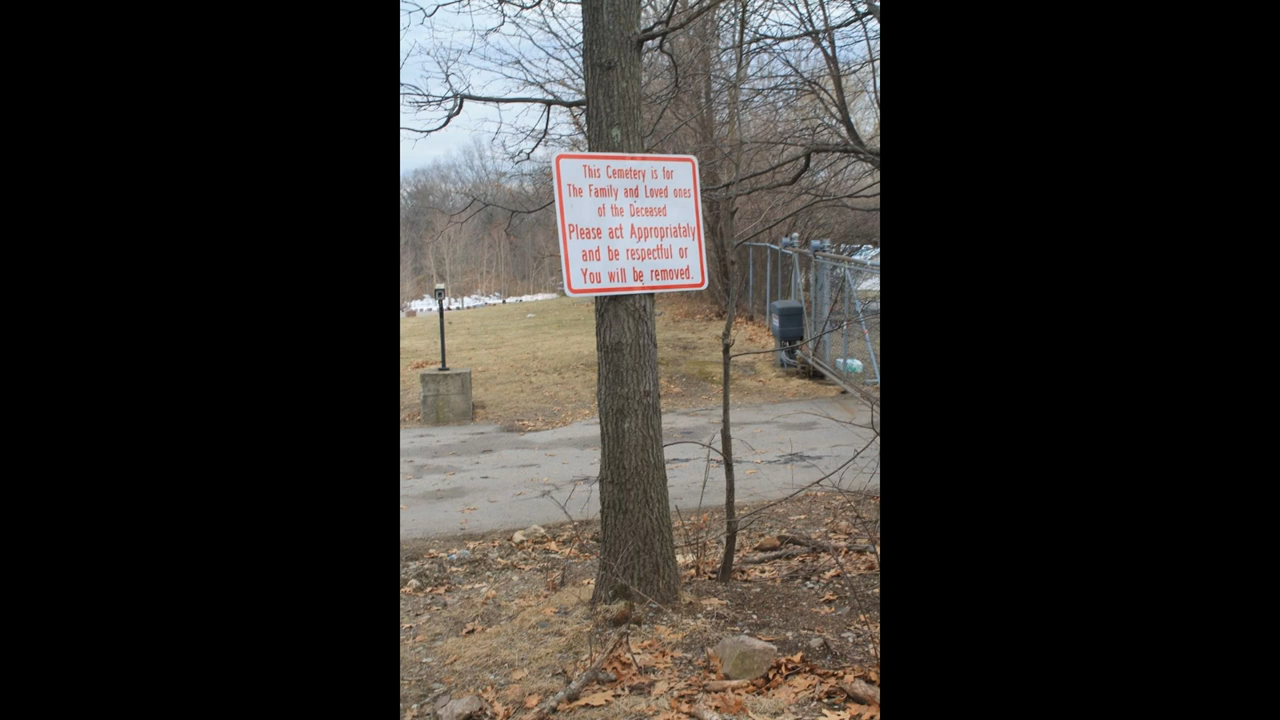 This Cemetery is for
The Family and Loved ones
of the Deceased
Please act Appropriataly
and be respectful or
You will be removed.